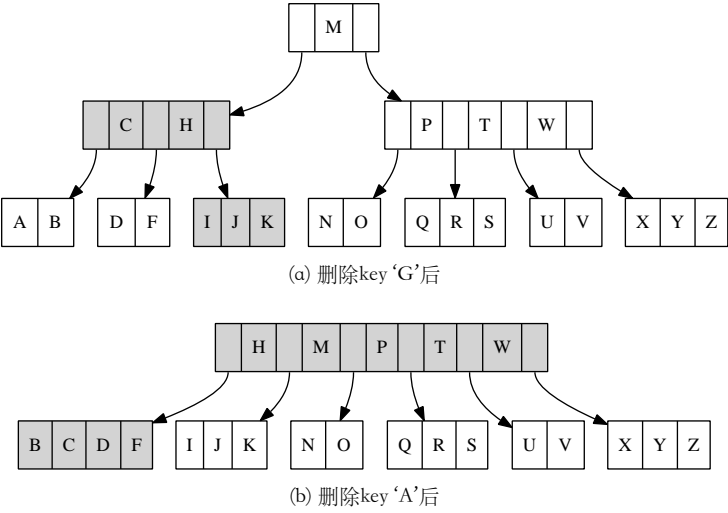 M
C H P T W
A B D F I J K N O Q R S U V X Y Z
(a) 删除key ‘G’后
H M P T W
B C D F I J K N O Q R S U V X Y Z
(b) 删除key ‘A’后